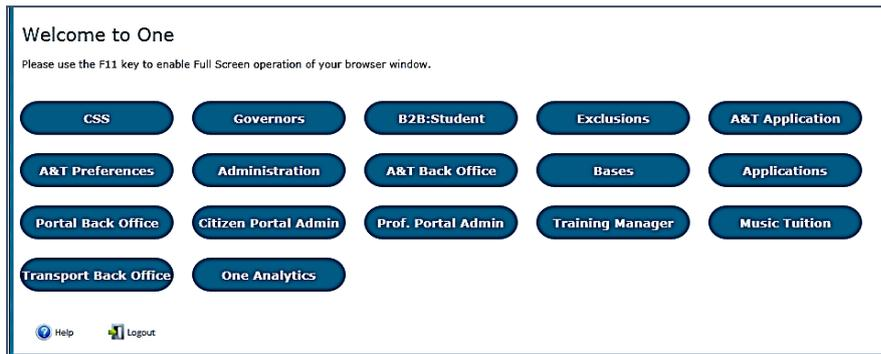 Welcome to One
Please use the F11 key to enable Full Screen operation of your browser window.
CSS Governors B2B:Student Exclusions A&T Application
A&T Preferences Administration A&T Back Office Bases Applications
Portal Back Office Citizen Portal Admin Prof. Portal Admin Training Manager Music Tuition
Transport Back Office One Analytics
Help Logout